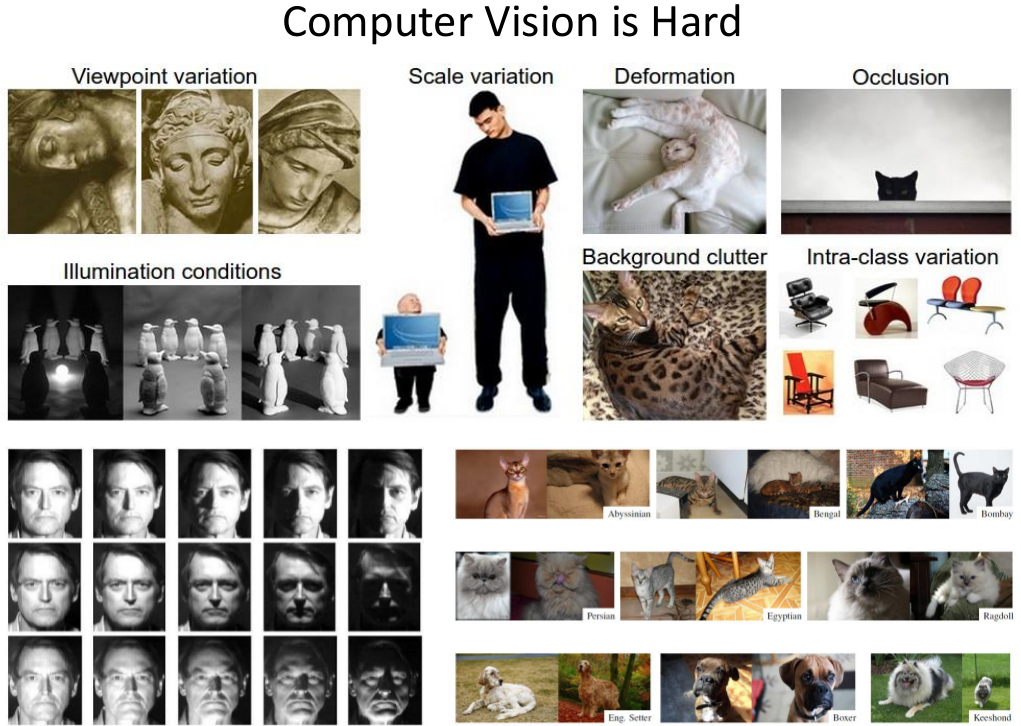 Computer Vision is Hard
Viewpoint variation
Scale variation
Deformation
Occlusion
Illumination conditions
Background clutter
Intra-class variation
Abyssinian
Bengal
Bombay
Persian
Egyptian
Ragdoll
Eng. Setter
Boxer
Keeshond